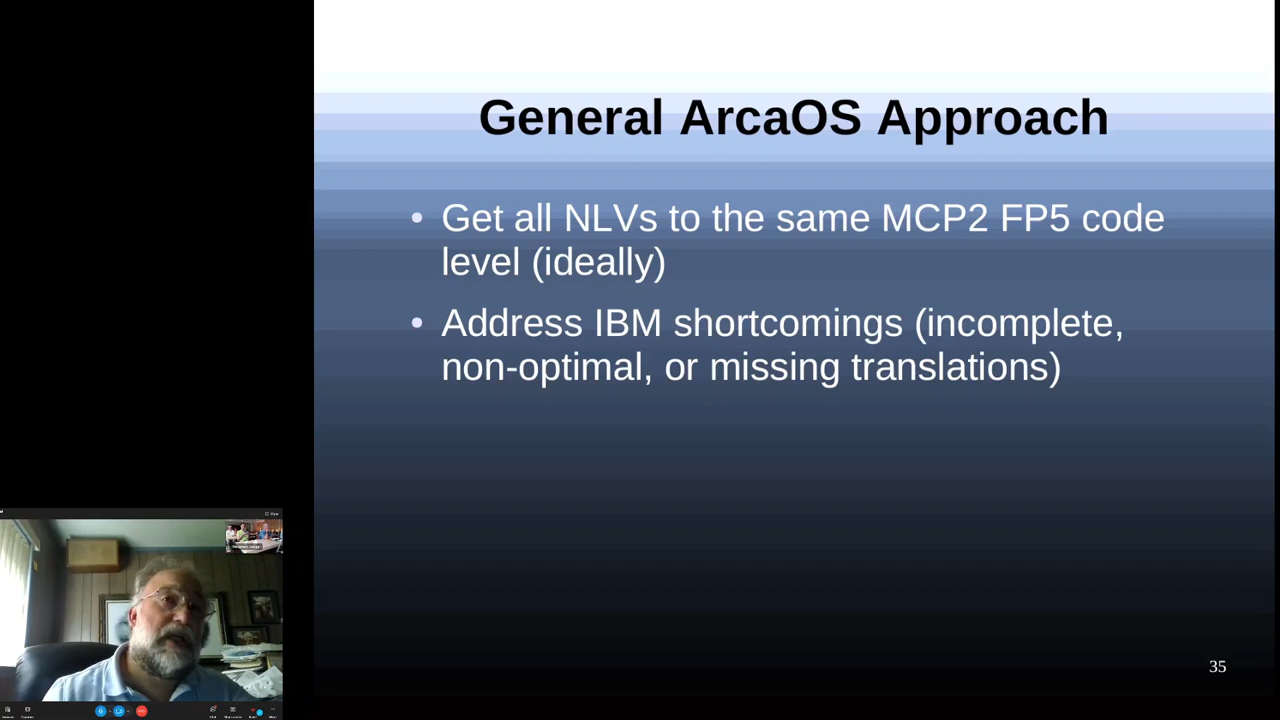 General ArcaOS Approach
• Get all NLVs to the same MCP2 FP5 code
level (ideally)
• Address IBM shortcomings (incomplete,
non-optimal, or missing translations)
35
View